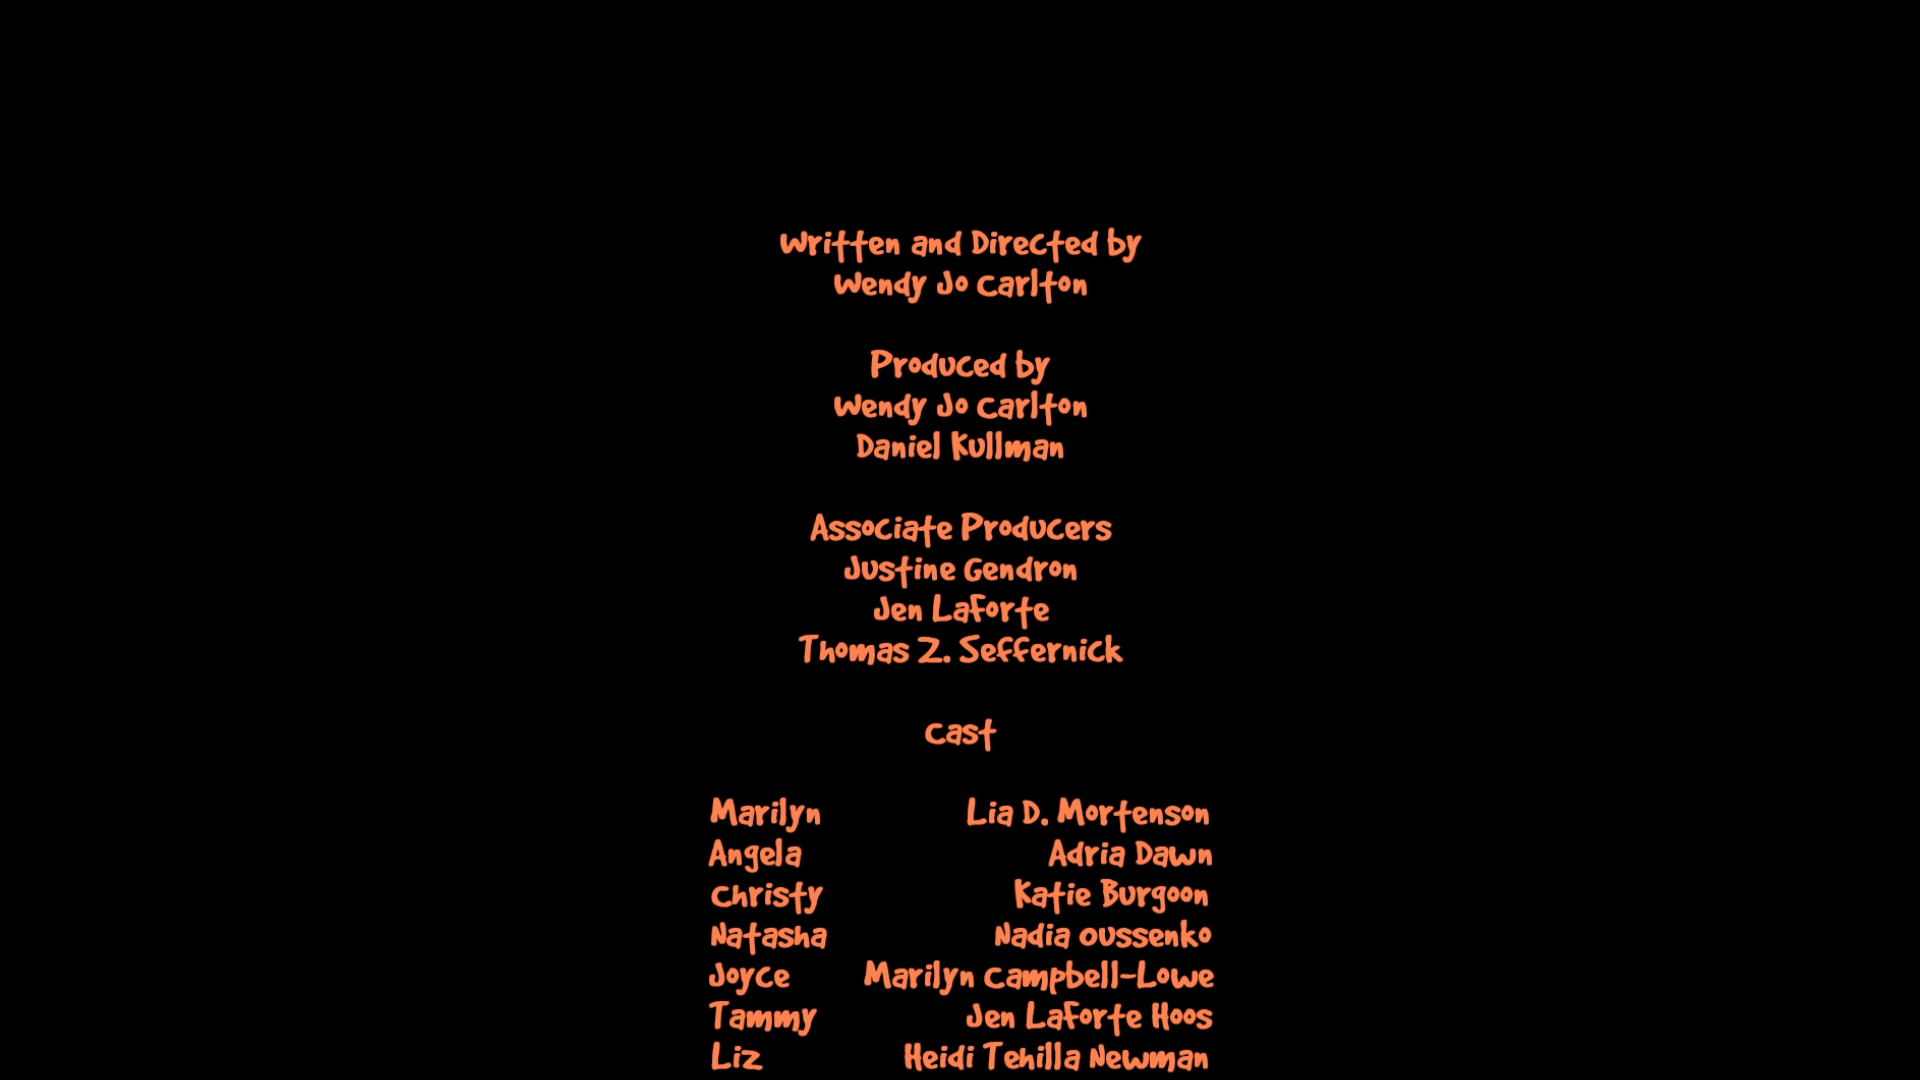 Written and Directed by
Wendy Jo Carlton
Produced by
Wendy Jo Carlton
Daniel Kullman
Associate Producers
Justine Gendron
Jen LaForte
Thomas Z. Seffernick
Cast
Marilyn Lia D. Mortenson
Angela Adria Dawn
Christy Katie Burgoon
Natasha Nadia Oussenko
Joyce Marilyn Campbell-Lowe
Tammy Jen LaForte Hoos
Liz Heidi Tehilla Newman